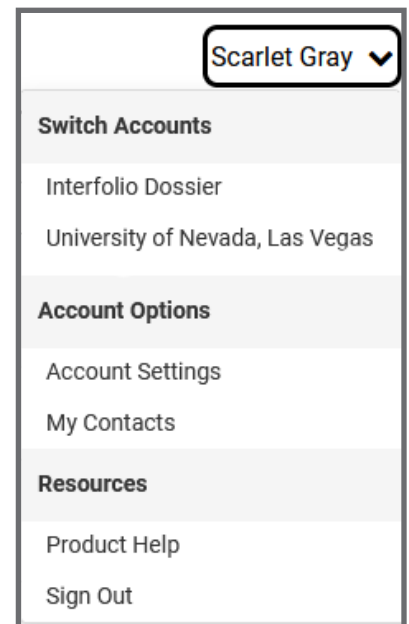 Scarlet Gray
Switch Accounts
Interfolio Dossier
University of Nevada, Las Vegas
Account Options
Account Settings
My Contacts
Resources
Product Help
Sign Out